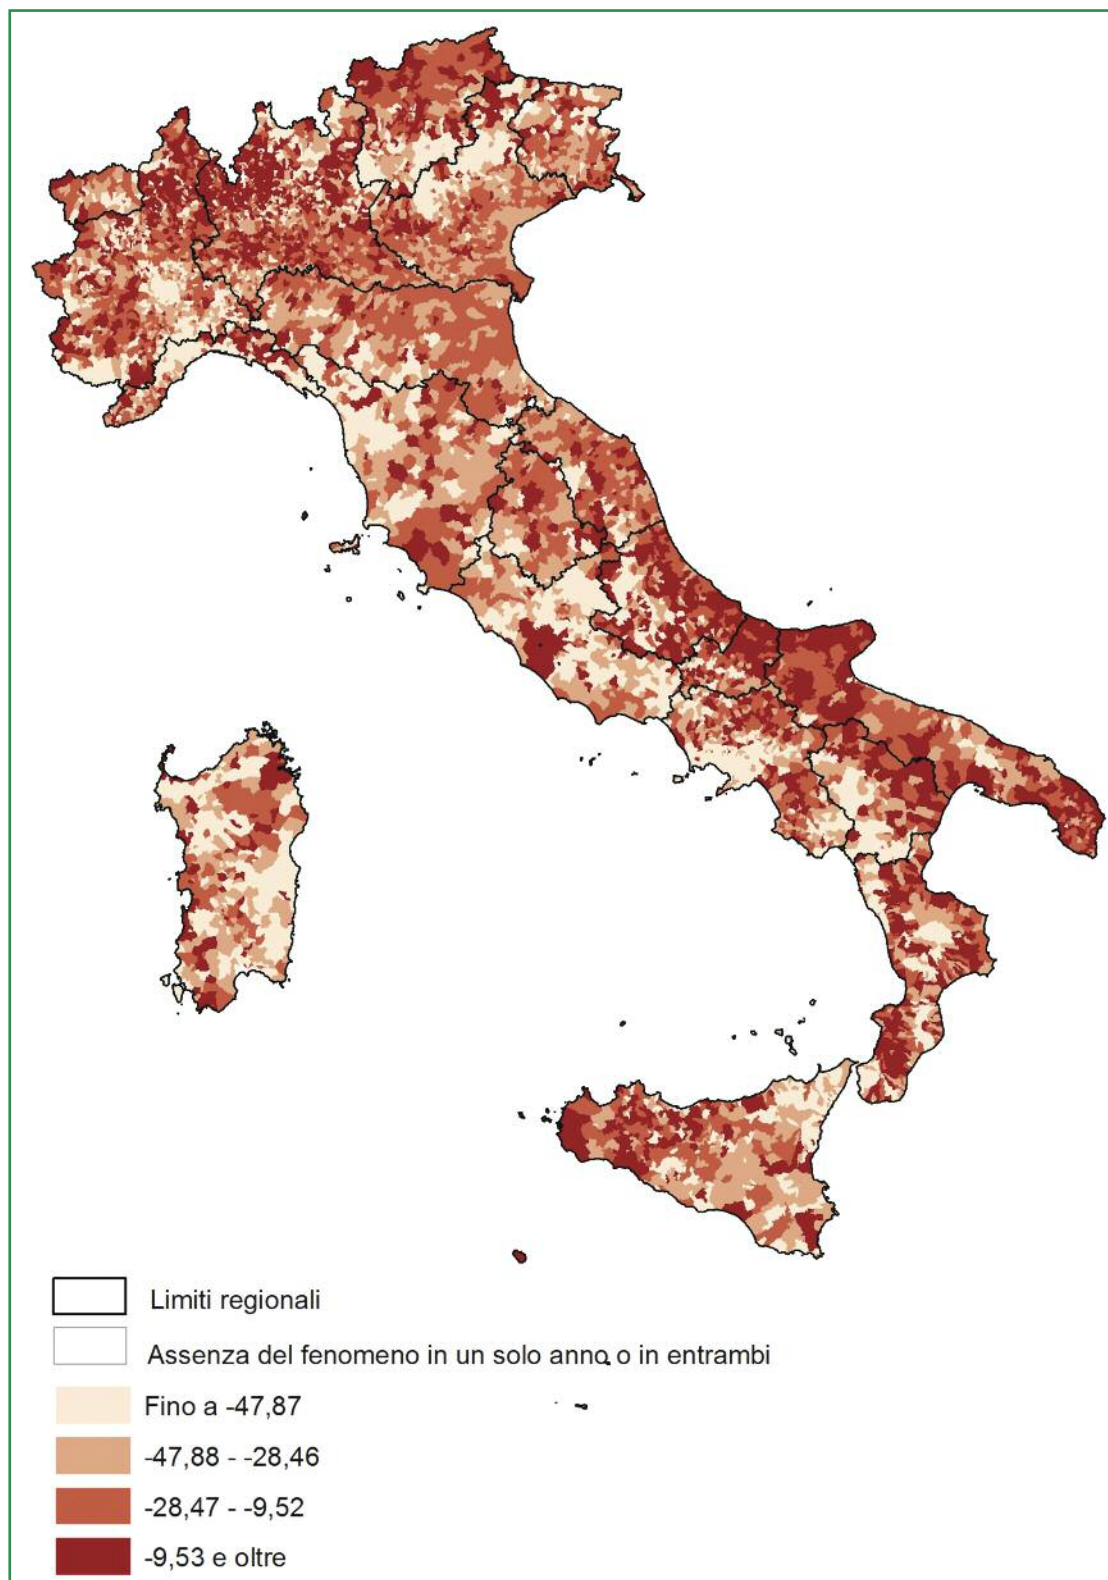 Limiti regionali
Assenza del fenomeno in un solo anno o in entrambi
Fino a -47,87
-47,88 - -28,46
-28,47 - -9,52
-9,53 e oltre